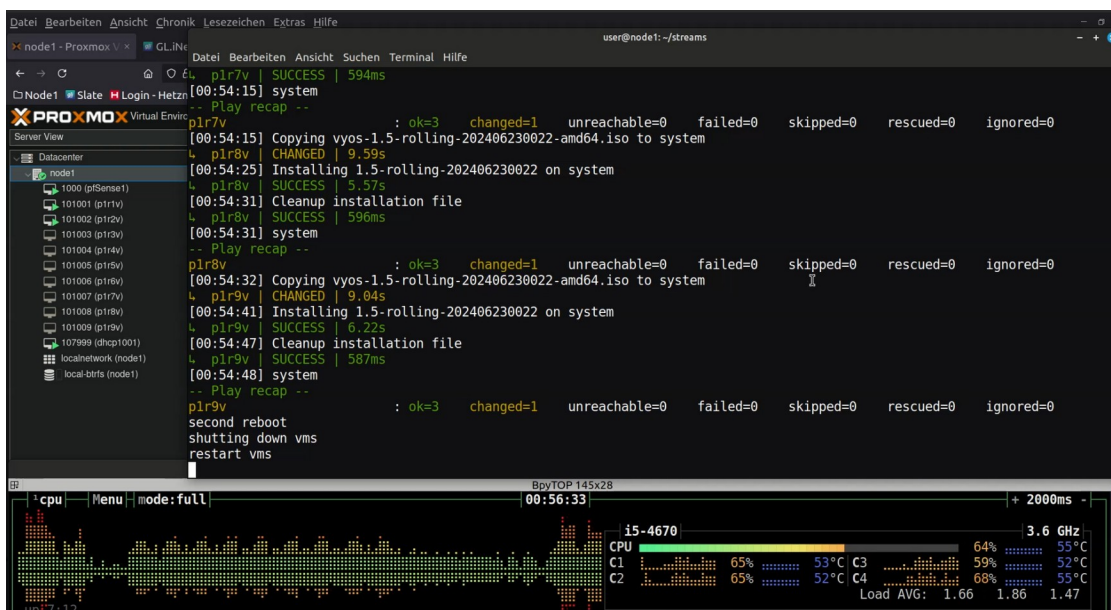 Datei Bearbeiten Ansicht Chronik Lesezeichen Extras Hilfe
user@node1: ~/streams
node1 - Proxmox V
GL.iNe
Datei Bearbeiten Ansicht Suchen Terminal Hilfe
Node1 Slate Login - Hetzn
PROXMOX Virtual Enviro
Server View
Datacenter
node1
1000 (pfSense1)
101001 (p1r1v)
101002 (p1r2v)
101003 (p1r3v)
101004 (p1r4v)
101005 (p1r5v)
101006 (p1r6v)
101007 (p1r7v)
101008 (p1r8v)
101009 (p1r9v)
107999 (dhcp1001)
localnetwork (node1)
local-btrfs (node1)
↳ p1r7v | SUCCESS | 594ms
[00:54:15] system
-- Play recap --
p1r7v : ok=3 changed=1 unreachable=0 failed=0 skipped=0 rescued=0 ignored=0
[00:54:15] Copying vyos-1.5-rolling-202406230022-amd64.iso to system
↳ p1r8v | CHANGED | 9.59s
[00:54:25] Installing 1.5-rolling-202406230022 on system
↳ p1r8v | SUCCESS | 5.57s
[00:54:31] Cleanup installation file
↳ p1r8v | SUCCESS | 596ms
[00:54:31] system
-- Play recap --
p1r8v : ok=3 changed=1 unreachable=0 failed=0 skipped=0 rescued=0 ignored=0
[00:54:32] Copying vyos-1.5-rolling-202406230022-amd64.iso to system
↳ p1r9v | CHANGED | 9.04s
[00:54:41] Installing 1.5-rolling-202406230022 on system
↳ p1r9v | SUCCESS | 6.22s
[00:54:47] Cleanup installation file
↳ p1r9v | SUCCESS | 587ms
[00:54:48] system
-- Play recap --
p1r9v : ok=3 changed=1 unreachable=0 failed=0 skipped=0 rescued=0 ignored=0
second reboot
shutting down vms
restart vms
BpyTOP 145x28
¹cpu Menu mode:full 00:56:33 + 2000ms -
i5-4670 3.6 GHz
CPU 64% 55°C
C1 65% 53°C C3 59% 52°C
C2 65% 52°C C4 68% 55°C
Load AVG: 1.66 1.86 1.47
up 7:12